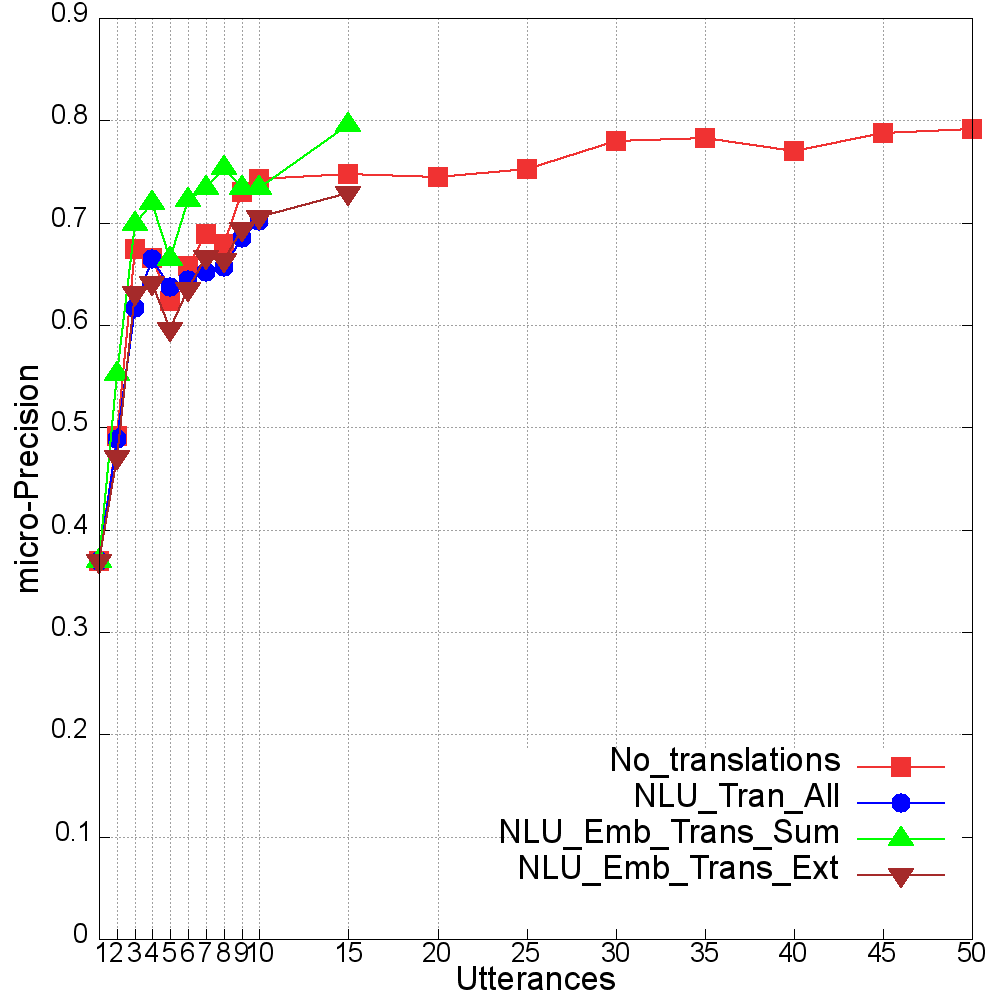 0.9
0.8
0.7
0.6
0.5
0.4
0.3
0.2
0.1
0
micro-Precision
No_translations
NLU_Tran_All
NLU_Emb_Trans_Sum
NLU_Emb_Trans_Ext
1 2 3 4 5 6 7 8 9 10 15 20 25 30 35 40 45 50
Utterances